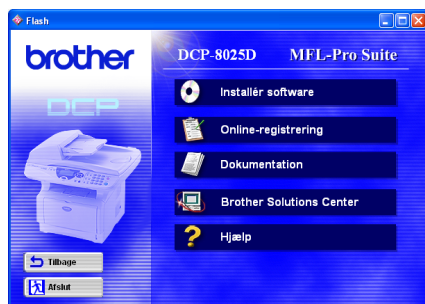 Flash
brother
DCP-8025D MFL-Pro Suite
DCP
Installér software
Online-registrering
Dokumentation
Brother Solutions Center
Hjælp
Tilbage
Afslut